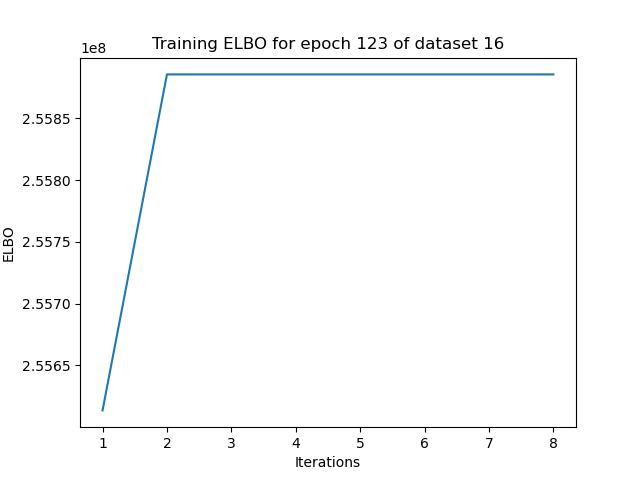 Training ELBO for epoch 123 of dataset 16
1e8
2.5585
2.5580
2.5575
2.5570
2.5565
ELBO
1 2 3 4 5 6 7 8
Iterations